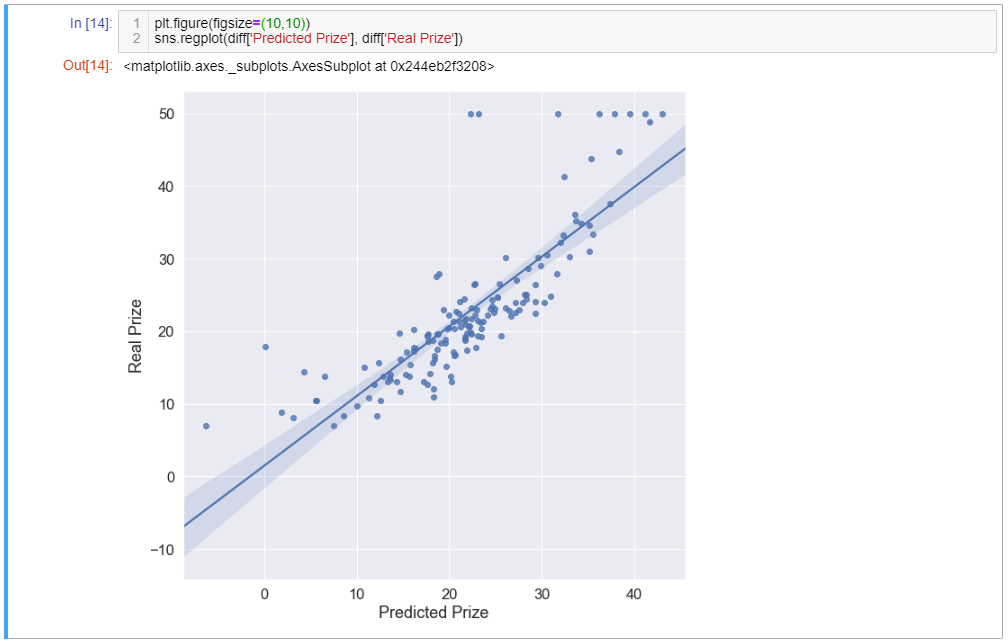 In [14]:
1 plt.figure(figsize=(10,10))
2 sns.regplot(diff['Predicted Prize'], diff['Real Prize'])
Out[14]: <matplotlib.axes._subplots.AxesSubplot at 0x244eb2f3208>
50
40
30
20
10
0
−10
Real Prize
0 10 20 30 40
Predicted Prize